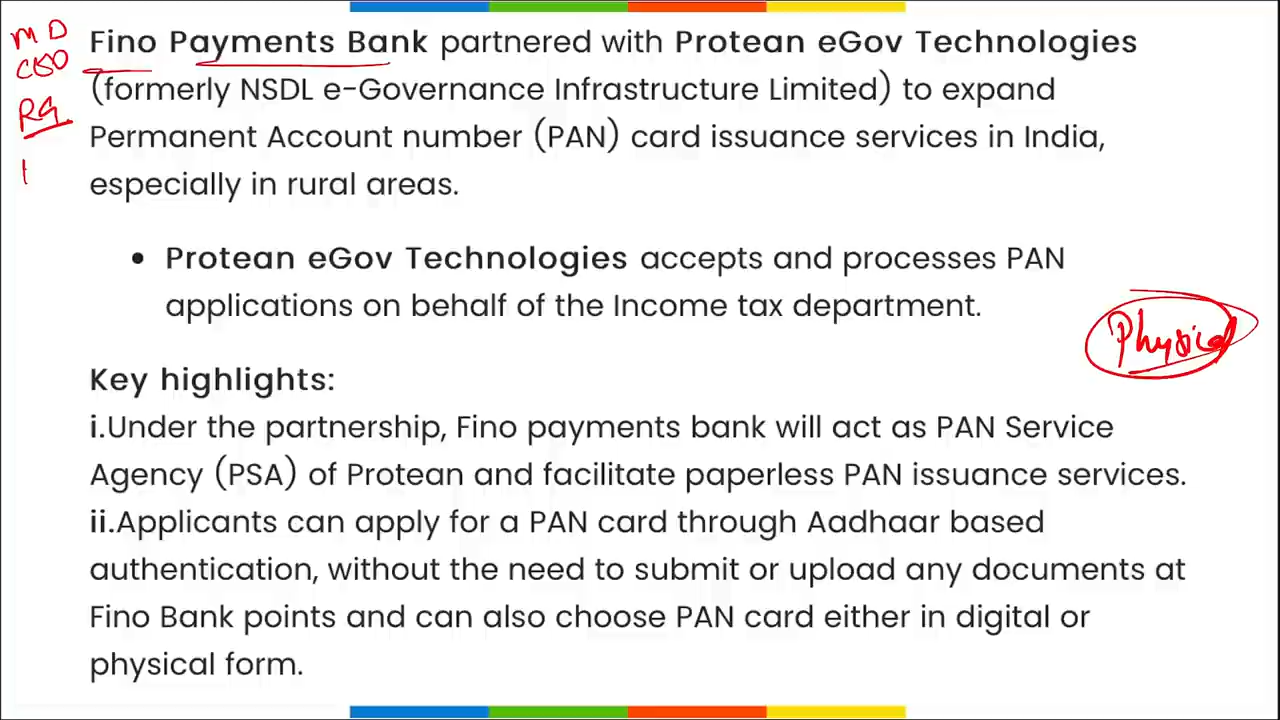 MD
CEO
RG
Fino Payments Bank partnered with Protean eGov Technologies
(formerly NSDL e-Governance Infrastructure Limited) to expand
Permanent Account number (PAN) card issuance services in India,
especially in rural areas.
• Protean eGov Technologies accepts and processes PAN
applications on behalf of the Income tax department.
Physical
Key highlights:
i.Under the partnership, Fino payments bank will act as PAN Service
Agency (PSA) of Protean and facilitate paperless PAN issuance services.
ii.Applicants can apply for a PAN card through Aadhaar based
authentication, without the need to submit or upload any documents at
Fino Bank points and can also choose PAN card either in digital or
physical form.